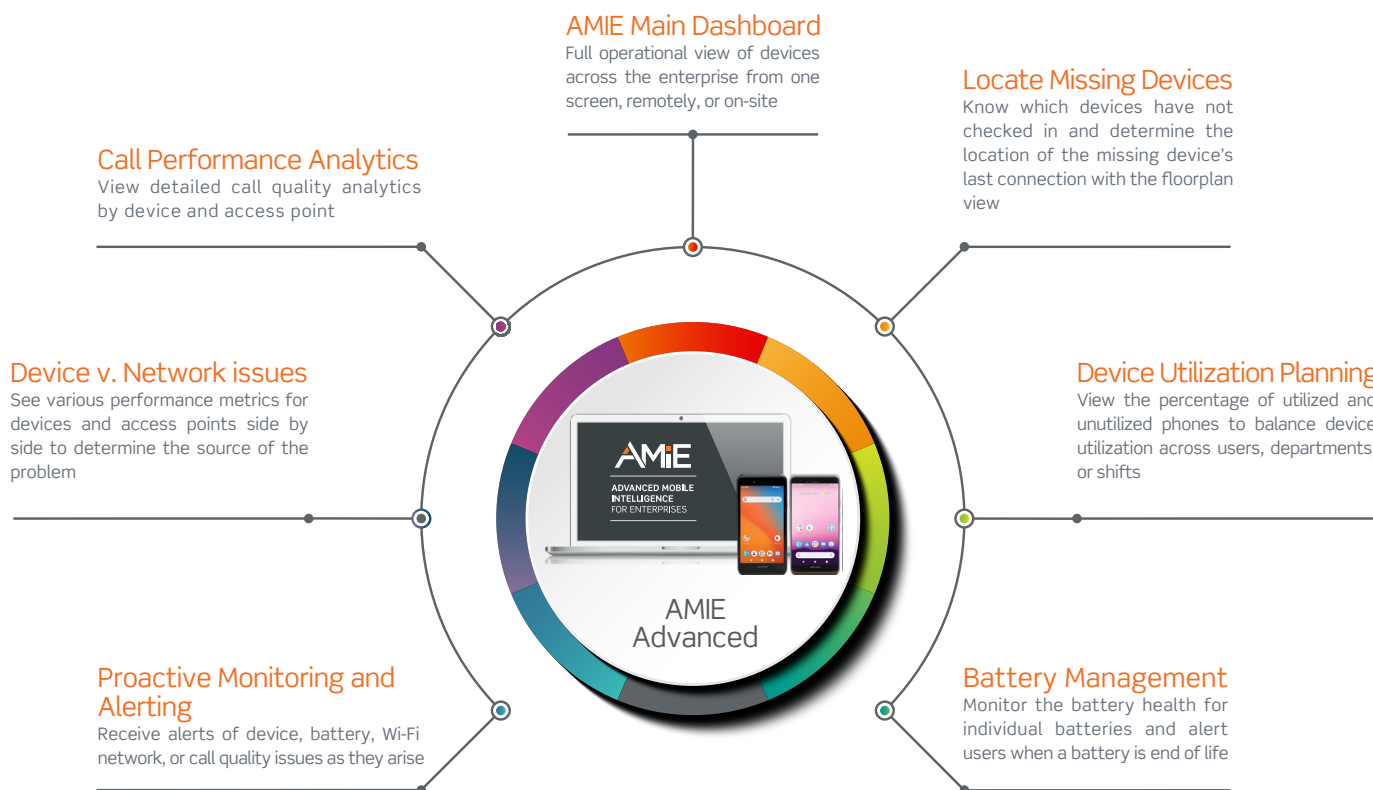 AMIE Main Dashboard
Full operational view of devices
across the enterprise from one
screen, remotely, or on-site
Locate Missing Devices
Know which devices have not
checked in and determine the
location of the missing device's
last connection with the floorplan
view
Call Performance Analytics
View detailed call quality analytics
by device and access point
Device v. Network issues
See various performance metrics for
devices and access points side by
side to determine the source of the
problem
Device Utilization Planning
View the percentage of utilized and
unutilized phones to balance device
utilization across users, departments
or shifts
AMiE
ADVANCED MOBILE
INTELLIGENCE
FOR ENTERPRISES
AMIE
Advanced
Proactive Monitoring and
Alerting
Receive alerts of device, battery, Wi-Fi
network, or call quality issues as they arise
Battery Management
Monitor the battery health for
individual batteries and alert
users when a battery is end of life